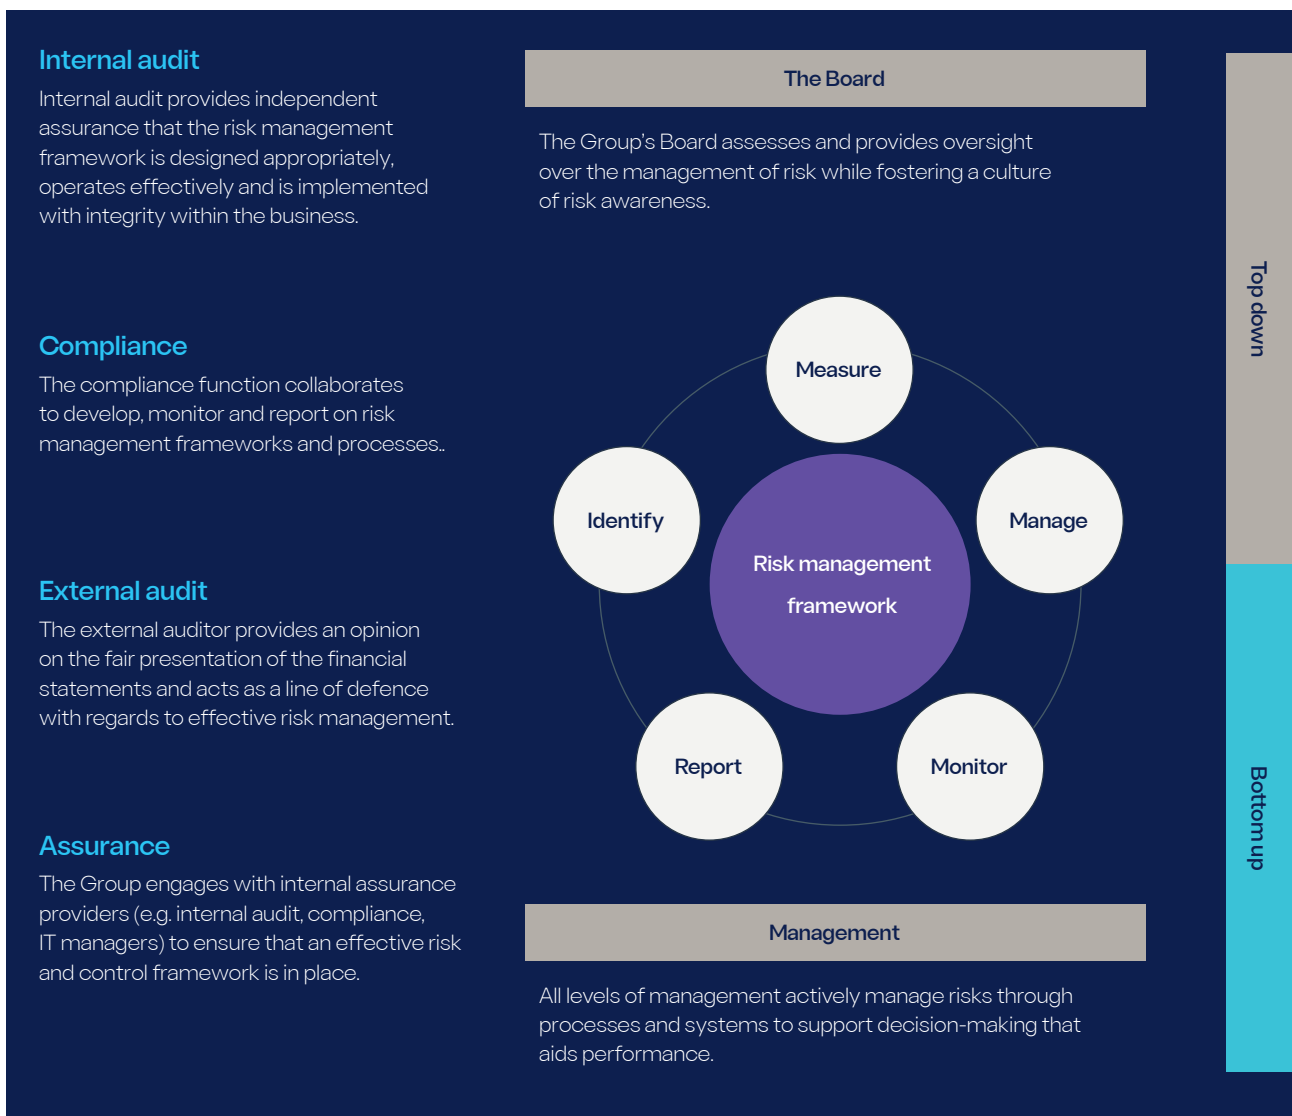 Internal audit
Internal audit provides independent
assurance that the risk management
framework is designed appropriately,
operates effectively and is implemented
with integrity within the business.
Compliance
The compliance function collaborates
to develop, monitor and report on risk
management frameworks and processes..
External audit
The external auditor provides an opinion
on the fair presentation of the financial
statements and acts as a line of defence
with regards to effective risk management.
Assurance
The Group engages with internal assurance
providers (e.g. internal audit, compliance,
IT managers) to ensure that an effective risk
and control framework is in place.
The Board
The Group's Board assesses and provides oversight
over the management of risk while fostering a culture
of risk awareness.
Measure
Identify
Manage
Risk management
framework
Report
Monitor
Management
All levels of management actively manage risks through
processes and systems to support decision-making that
aids performance.
Top down
Bottom up